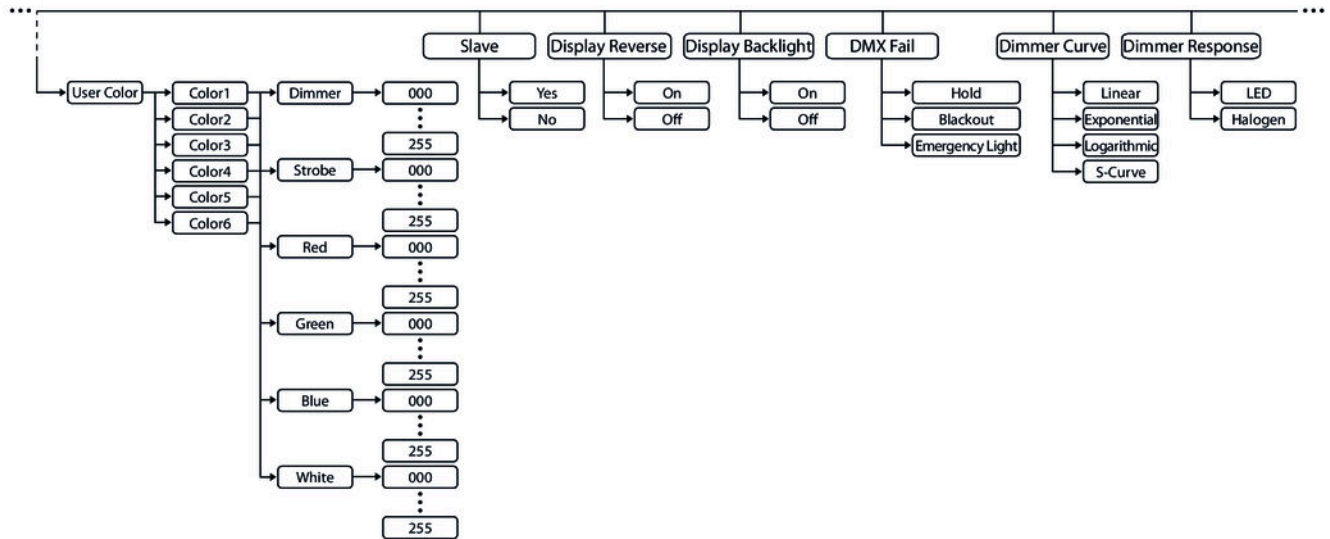 Slave Display Reverse Display Backlight DMX Fail Dimmer Curve Dimmer Response
User Color Color1 Dimmer 000 Yes On On Hold Linear LED
Color2 No Off Off Blackout Exponential Halogen
Color3 255 Emergency Light Logarithmic
Color4 Strobe 000 S-Curve
Color5
Color6 255
Red 000
255
Green 000
255
Blue 000
255
White 000
255